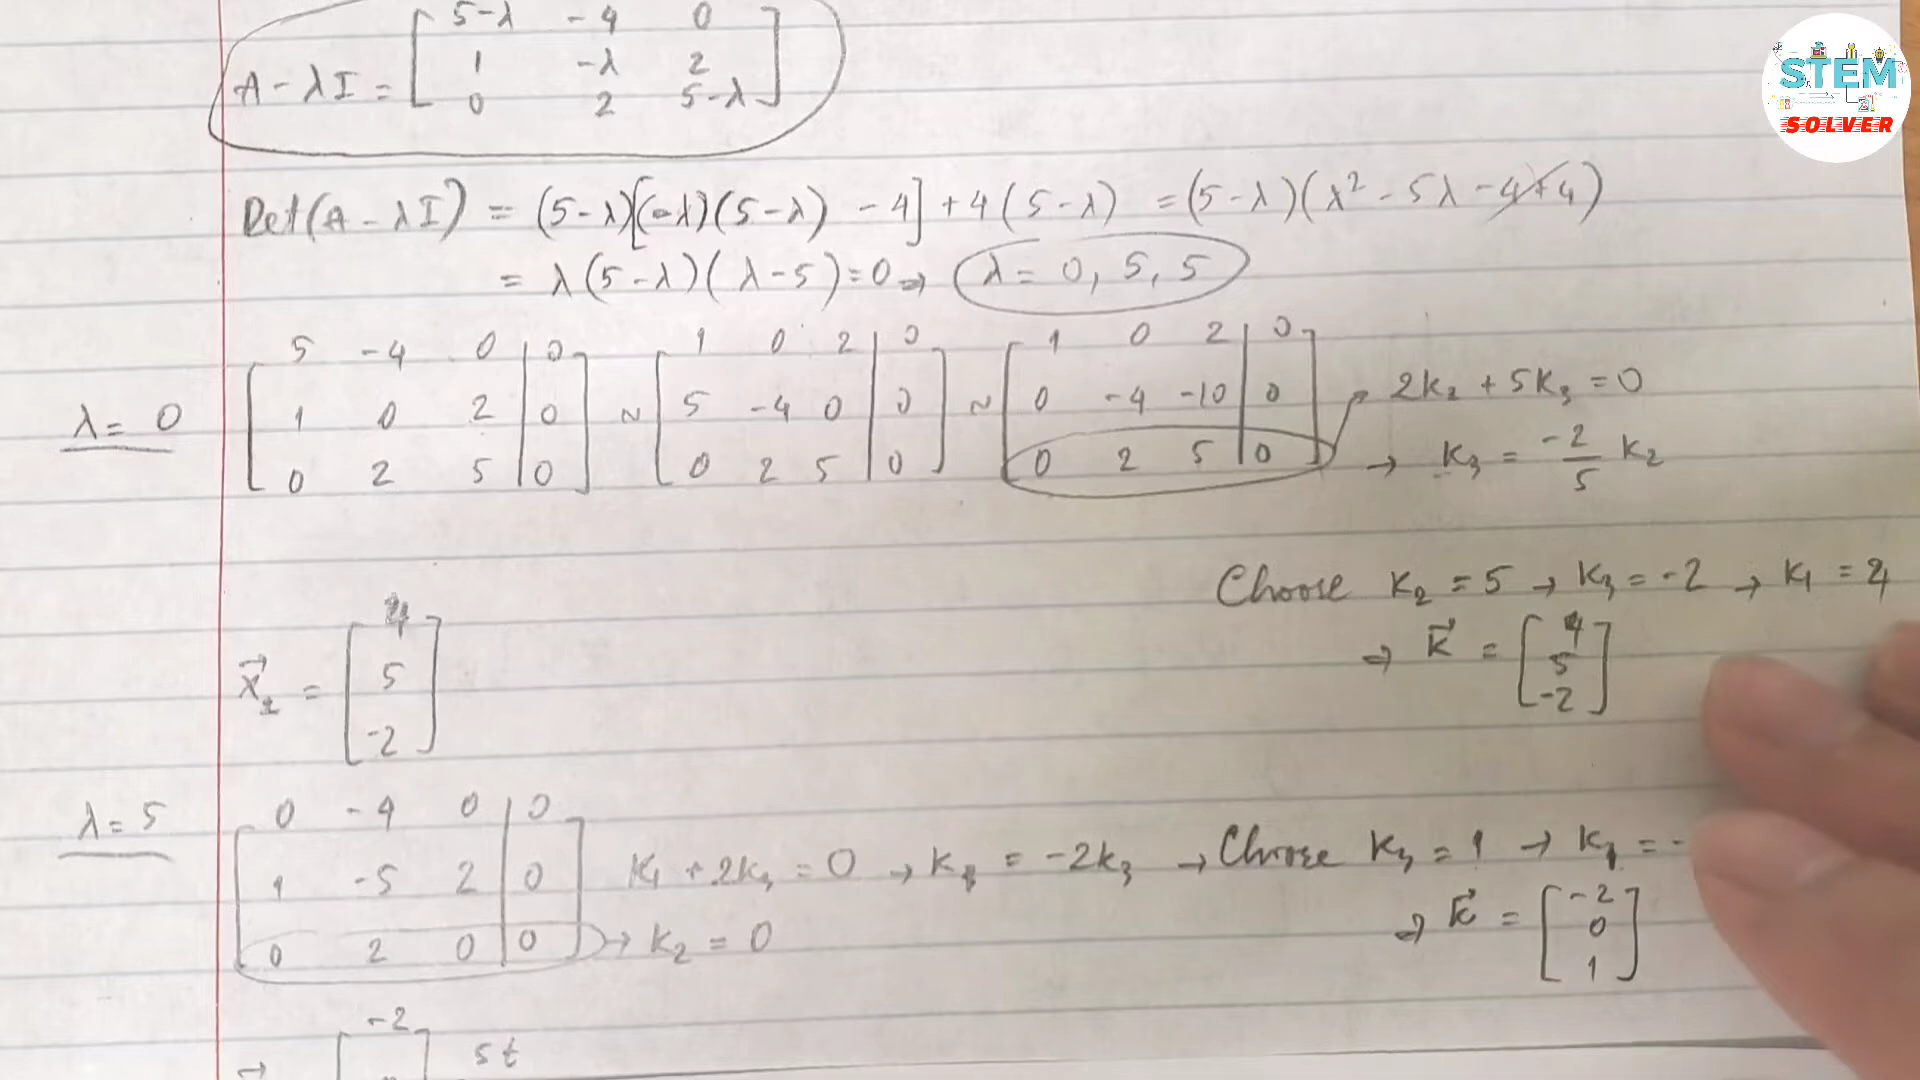 5-λ -4 0
A - λI = 1 -λ 2
0 2 5-λ
STEM
SOLVER
Det(A - λI) = (5-λ)[(-λ)(5-λ) - 4] + 4(5-λ) = (5-λ)(λ² - 5λ - 4 + 4)
= λ(5-λ)(λ-5) = 0 → λ = 0, 5, 5
5 -4 0 | 0 1 0 2 | 0 1 0 2 | 0
λ = 0 1 0 2 | 0 ~ 5 -4 0 | 0 ~ 0 -4 -10 | 0 → 2k₂ + 5k₃ = 0
0 2 5 | 0 0 2 5 | 0 0 2 5 | 0 → k₃ = -2/5 k₂
Choose k₂ = 5 → k₃ = -2 → k₁ = 4
⇒ k⃗ = [4 5 -2]
4
5
-2
λ = 5 0 -4 0 | 0
1 -5 2 | 0 k₁ + 2k₃ = 0 → k₁ = -2k₃ → Choose k₃ = 1 → k₁ = -
0 2 0 | 0 → k₂ = 0 ⇒ k⃗ = [-2 0 1]
-2 5t